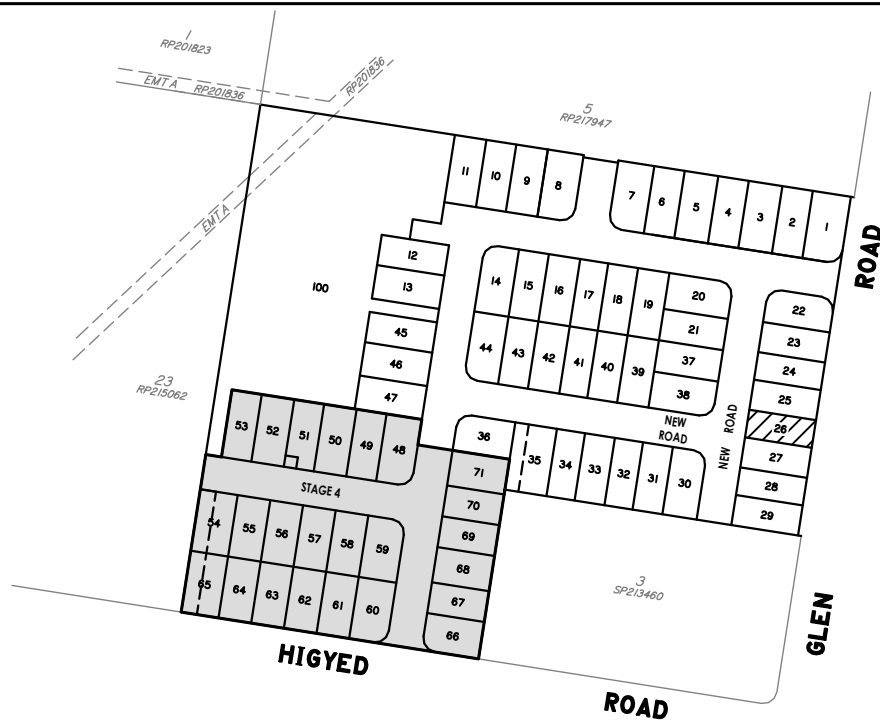 1
RP201823
EMT A RP201836
RP201836
5
RP217947
11 10 9 8
7 6 5 4 3 2 1
ROAD
EMT A
12
13
100
14 15 16 17 18 19 20
21
22
23
24
25
26
27
28
29
45
46
47
44 43 42 41 40 39
37
38
NEW
ROAD
NEW ROAD
23
RP215062
53 52 51 50 49 48
36
35 34 33 32 31 30
STAGE 4
71
70
69
68
67
66
54 55 56 57 58 59
65 64 63 62 61 60
3
SP213460
GLEN
HIGYED
ROAD